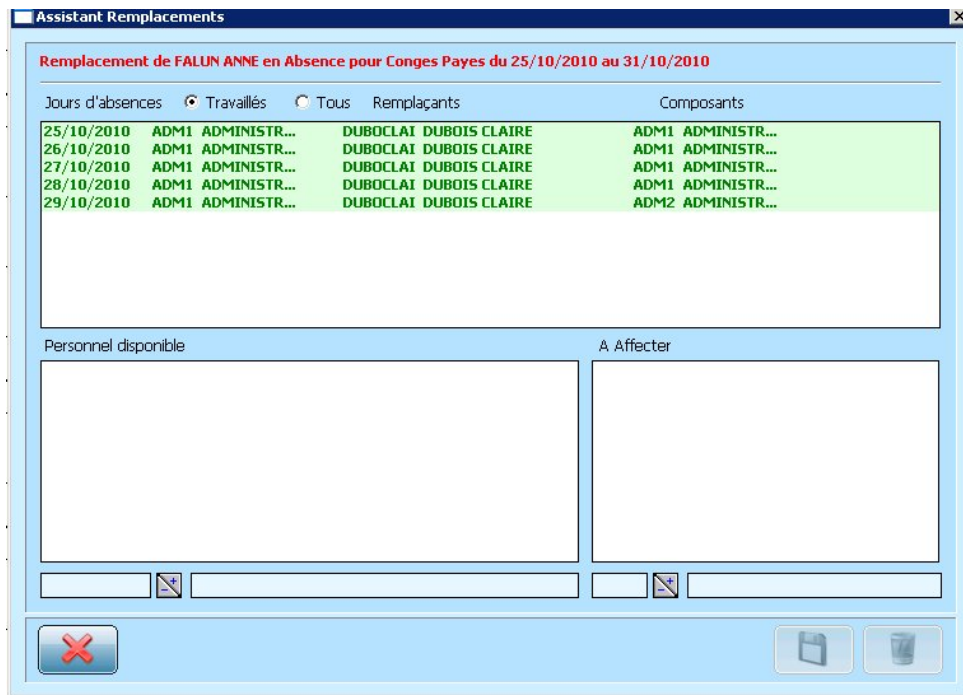 Assistant Remplacements
Remplacement de FALUN ANNE en Absence pour Conges Payes du 25/10/2010 au 31/10/2010
Jours d'absences Travaillés Tous Remplaçants Composants
25/10/2010 ADM1 ADMINISTR... DUBOCLAI DUBOIS CLAIRE ADM1 ADMINISTR...
26/10/2010 ADM1 ADMINISTR... DUBOCLAI DUBOIS CLAIRE ADM1 ADMINISTR...
27/10/2010 ADM1 ADMINISTR... DUBOCLAI DUBOIS CLAIRE ADM1 ADMINISTR...
28/10/2010 ADM1 ADMINISTR... DUBOCLAI DUBOIS CLAIRE ADM1 ADMINISTR...
29/10/2010 ADM1 ADMINISTR... DUBOCLAI DUBOIS CLAIRE ADM2 ADMINISTR...
Personnel disponible A Affecter